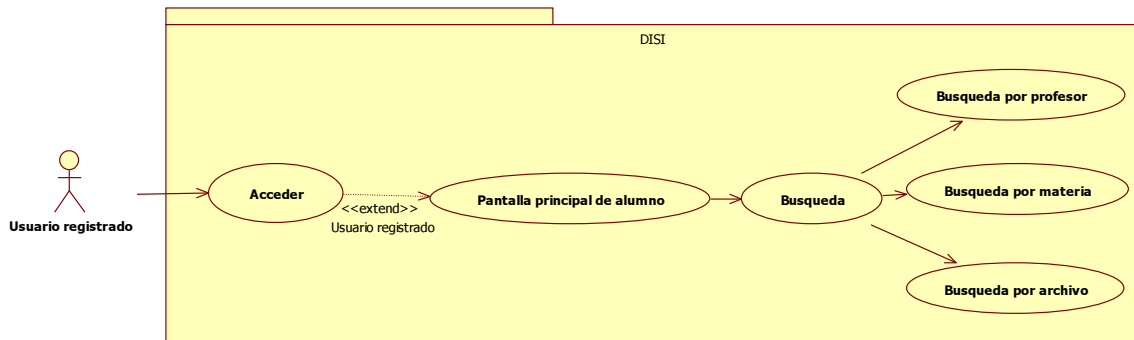 DISI
Busqueda por profesor
Acceder
Pantalla principal de alumno
Busqueda
Busqueda por materia
<<extend>>
Usuario registrado
Usuario registrado
Busqueda por archivo